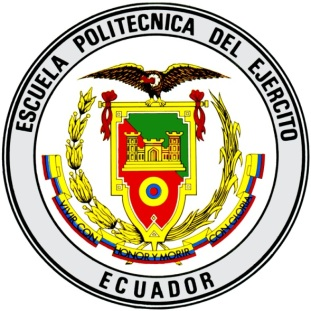 ESCUELA POLITECNICA DEL EJERCITO
VIVIR CON HONOR Y MORIR CON GLORIA
ECUADOR